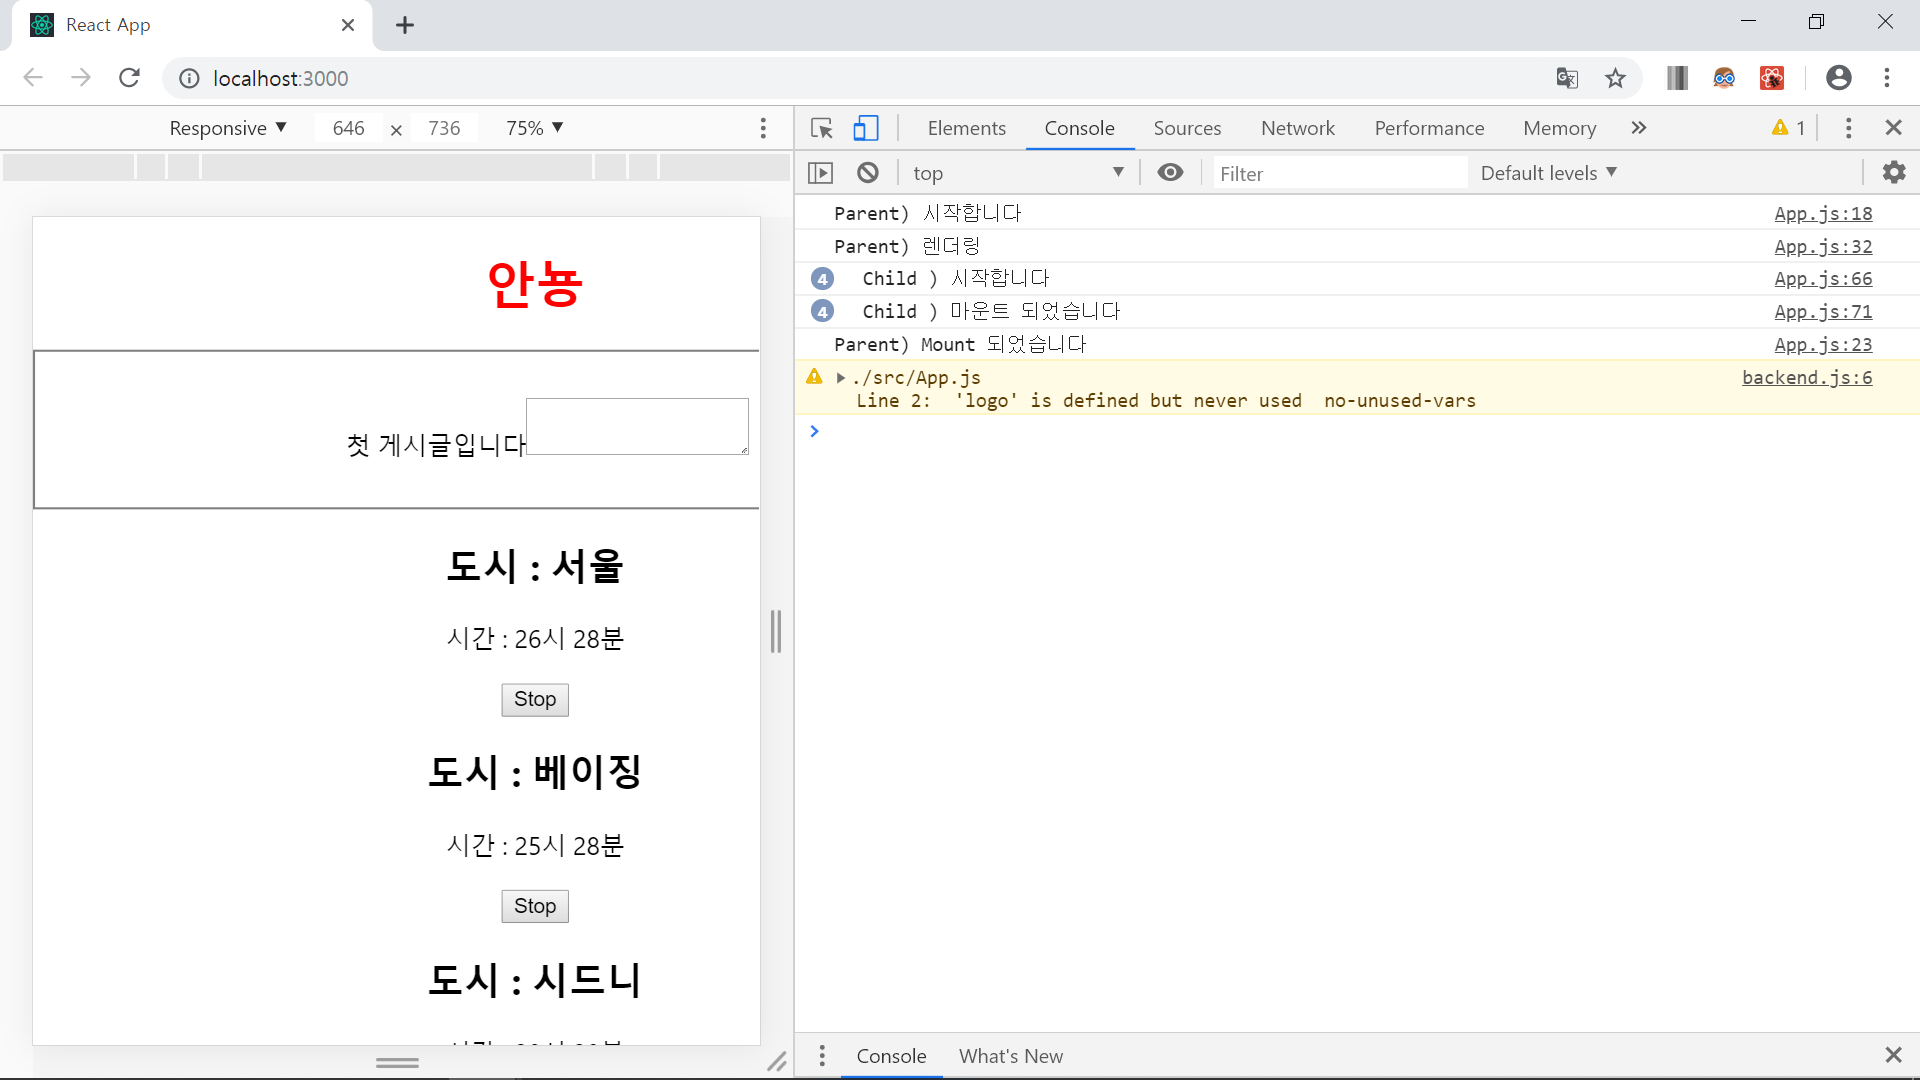 React App
localhost:3000
Responsive ▼ 646 × 736 75% ▼
Elements Console Sources Network Performance Memory » 1
top ▼ Filter Default levels ▼
안뇽
첫 게시글입니다
도시 : 서울
시간 : 26시 28분
Stop
도시 : 베이징
시간 : 25시 28분
Stop
도시 : 시드니
Parent) 시작합니다 App.js:18
Parent) 렌더링 App.js:32
4 Child ) 시작합니다 App.js:66
4 Child ) 마운트 되었습니다 App.js:71
Parent) Mount 되었습니다 App.js:23
./src/App.js backend.js:6
Line 2:  'logo' is defined but never used  no-unused-vars
Console What's New